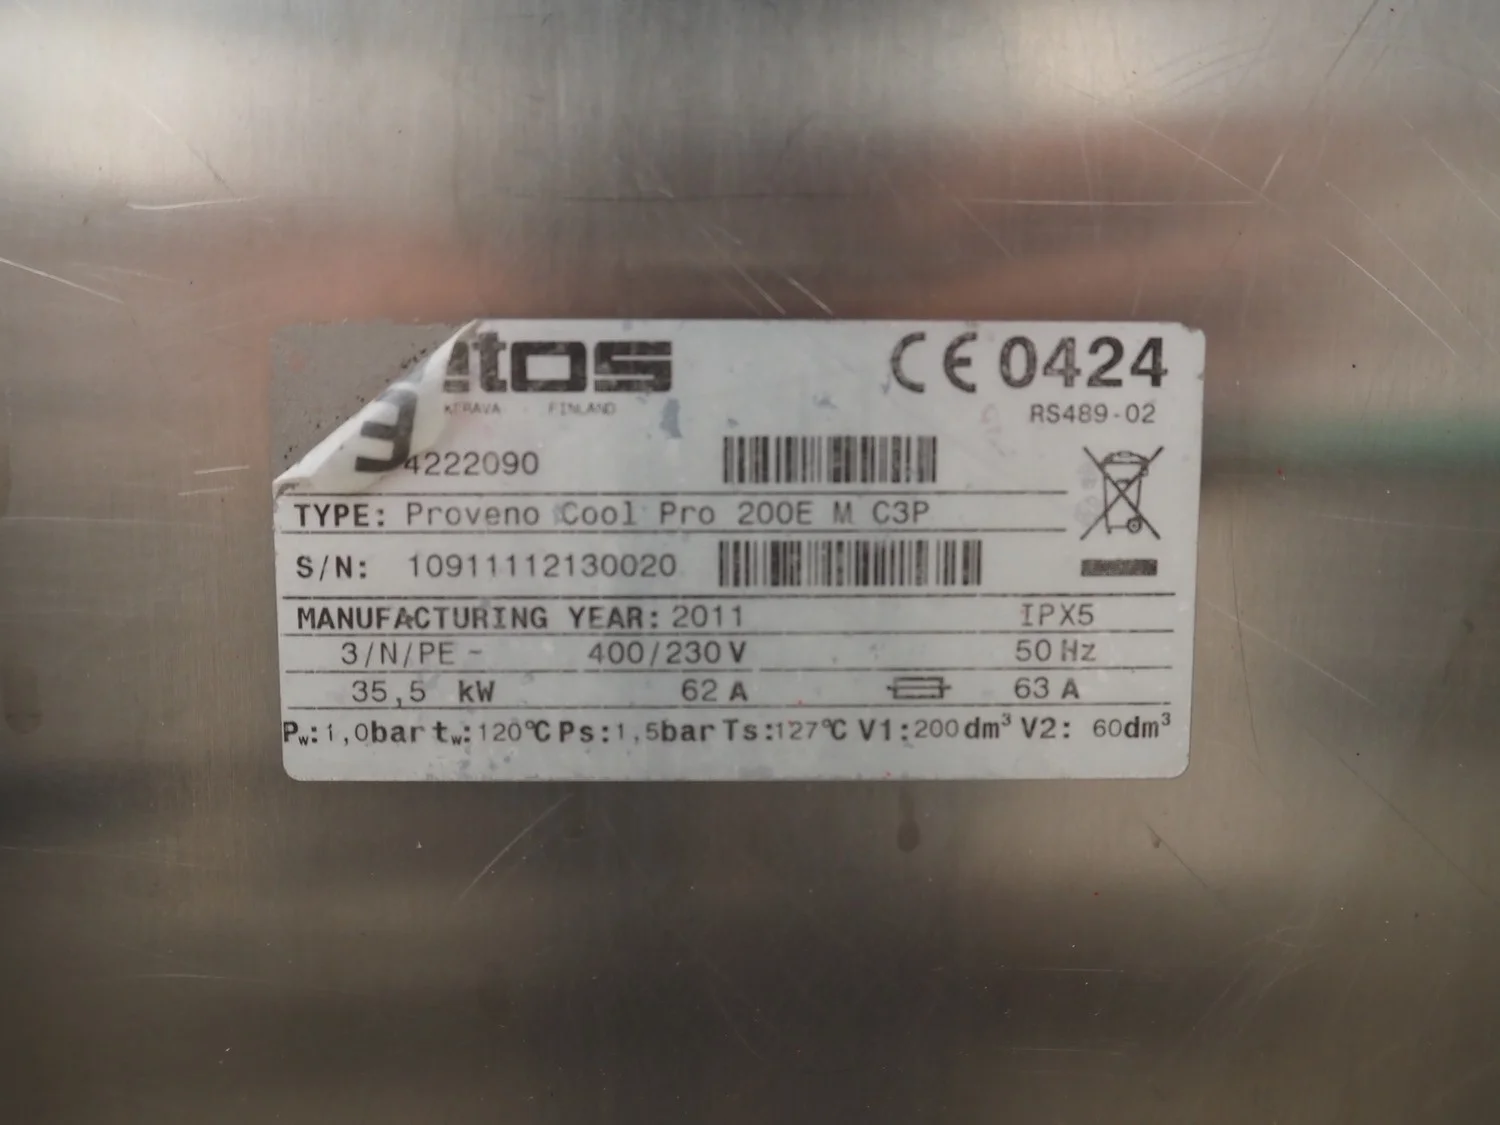 itos
CE 0424
KERAVA FINLAND
RS489-02
4222090
TYPE: Proveno Cool Pro 200E M C3P
S/N: 10911112130020
MANUFACTURING YEAR: 2011 IPX5
3/N/PE ~ 400/230 V 50 Hz
35,5 kW 62 A 63 A
Pw: 1,0bar tw: 120°C Ps: 1,5bar Ts: 127°C V1: 200dm³ V2: 60dm³